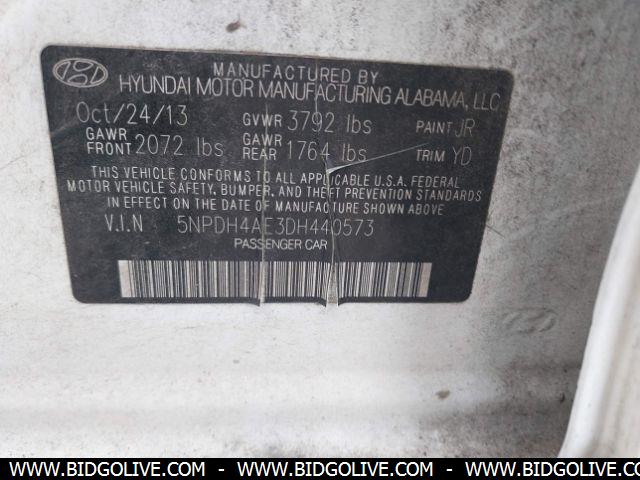 MANUFACTURED BY
HYUNDAI MOTOR MANUFACTURING ALABAMA, LLC
Oct/24/13 GVWR 3792 lbs PAINT JR
GAWR FRONT 2072 lbs GAWR REAR 1764 lbs TRIM YD
THIS VEHICLE CONFORMS TO ALL APPLICABLE U.S.A. FEDERAL
MOTOR VEHICLE SAFETY, BUMPER, AND THEFT PREVENTION STANDARDS
IN EFFECT ON THE DATE OF MANUFACTURE SHOWN ABOVE
V.I.N 5NPDH4AE3DH440573
PASSENGER CAR
WWW.BIDGOLIVE.COM - WWW.BIDGOLIVE.COM - WWW.BIDGOLIVE.COM